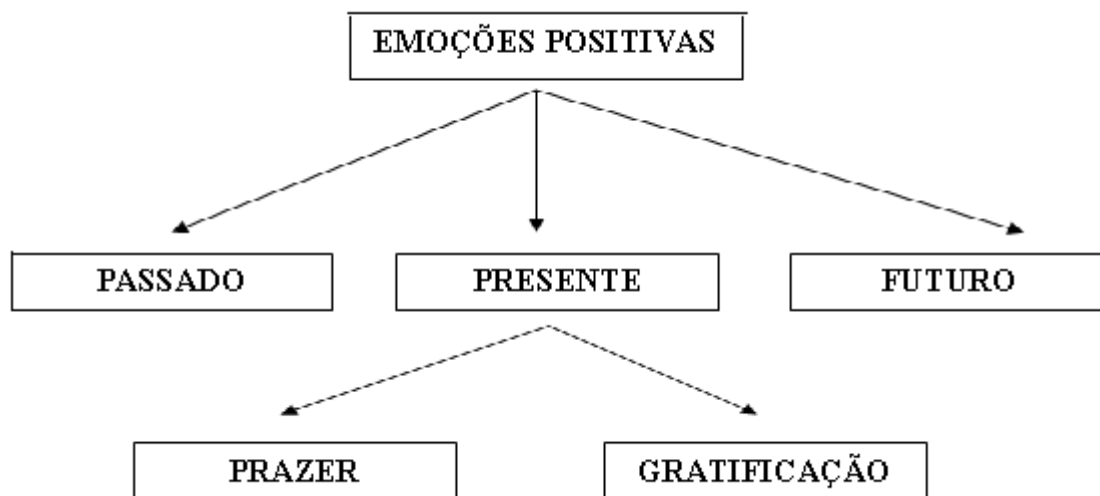 EMOÇÕES POSITIVAS
PASSADO
PRESENTE
FUTURO
PRAZER
GRATIFICAÇÃO